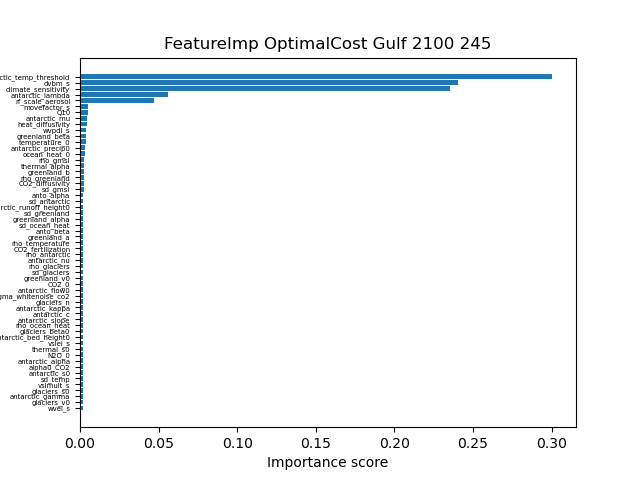 FeatureImp OptimalCost Gulf 2100 245
ctic_temp_threshold
dvbm_s
climate_sensitivity
antarctic_lambda
rf_scale_aerosol
movefactor_s
Q10
antarctic_mu
heat_diffusivity
wvpdl_s
greenland_beta
temperature_0
antarctic_precip0
ocean_heat_0
rho_gmsl
thermal_alpha
greenland_b
rho_greenland
CO2_diffusivity
sd_gmsl
anto_alpha
sd_antarctic
rctic_runoff_height0
sd_greenland
greenland_alpha
sd_ocean_heat
anto_beta
greenland_a
rho_temperature
CO2_fertilization
rho_antarctic
antarctic_nu
rho_glaciers
sd_glaciers
greenland_v0
CO2_0
antarctic_flow0
gma_whitenoise_co2
glaciers_n
antarctic_kappa
antarctic_c
antarctic_slope
rho_ocean_heat
glaciers_beta0
ntarctic_bed_height0
vslel_s
thermal_s0
N2O_0
antarctic_alpha
alpha0_CO2
antarctic_s0
sd_temp
vslmult_s
glaciers_s0
antarctic_gamma
glaciers_v0
wvel_s
0.00 0.05 0.10 0.15 0.20 0.25 0.30
Importance score